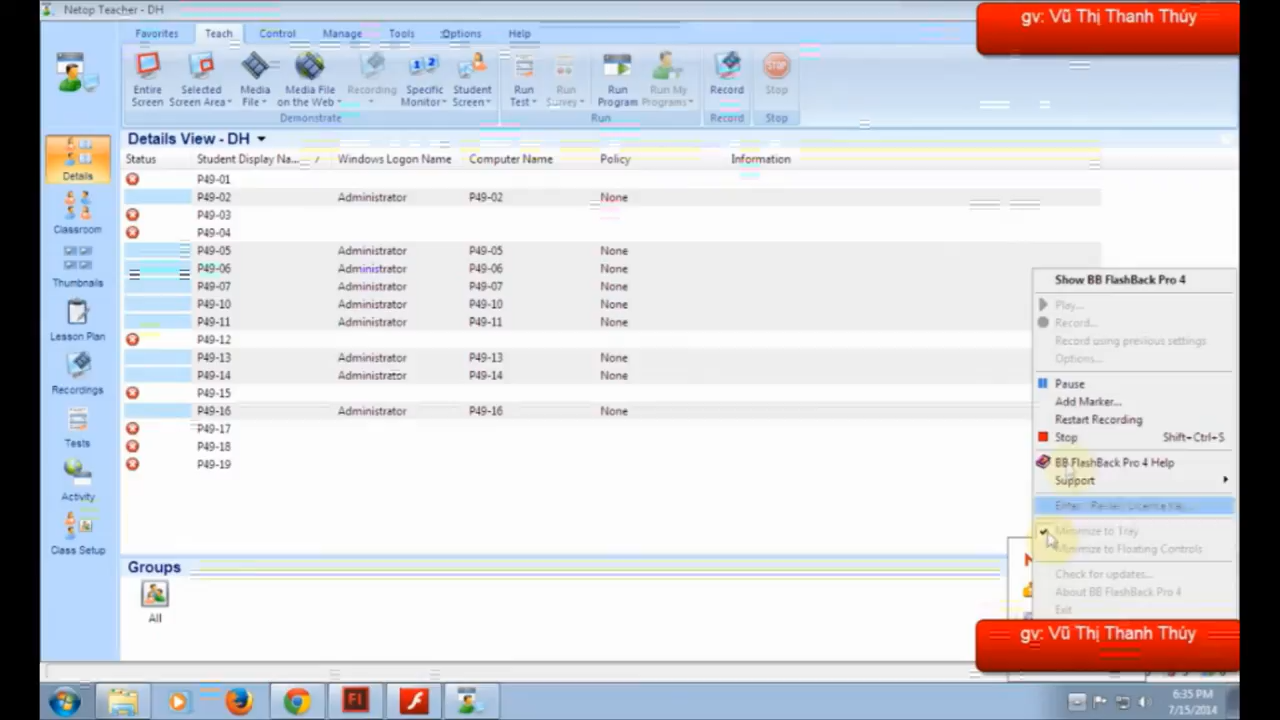 Netop Teacher - DH
gv: Vũ Thị Thanh Thúy
Favorites Teach Control Manage Tools Options Help
Entire Screen
Selected Screen Area
Media File
Media File on the Web
Recording
Specific Monitor
Student Screen
Run Test
Run Survey
Run Program
Run My Programs
Record
Stop
Demonstrate Run Record Stop
Details View - DH
Status Student Display Na... Windows Logon Name Computer Name Policy Information
P49-01
P49-02 Administrator P49-02 None
P49-03
P49-04
P49-05 Administrator P49-05 None
P49-06 Administrator P49-06 None
P49-07 Administrator P49-07 None
P49-10 Administrator P49-10 None
P49-11 Administrator P49-11 None
P49-12
P49-13 Administrator P49-13 None
P49-14 Administrator P49-14 None
P49-15
P49-16 Administrator P49-16 None
P49-17
P49-18
P49-19
Details
Classroom
Thumbnails
Lesson Plan
Recordings
Tests
Activity
Class Setup
Groups
All
Show BB FlashBack Pro 4
Play...
Record...
Record using previous settings
Options...
Pause
Add Marker...
Restart Recording
Stop Shift+Ctrl+S
BB FlashBack Pro 4 Help
Support
Minimize to Tray
Minimize to Floating Controls
Check for updates...
About BB FlashBack Pro 4
Exit
gv: Vũ Thị Thanh Thúy
6:35 PM
7/15/2014